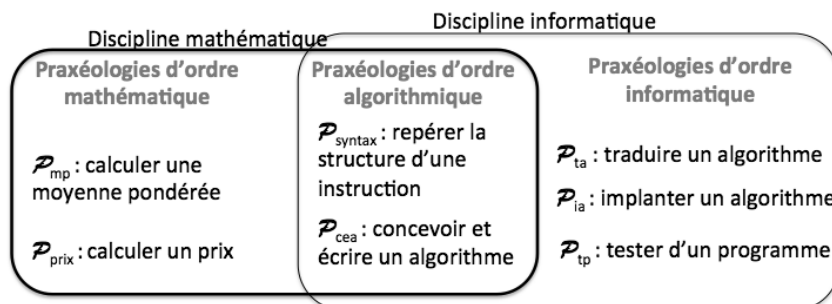 Discipline informatique
Discipline mathématique
Praxéologies d'ordre
mathématique
𝓟mp : calculer une
moyenne pondérée
𝓟prix : calculer un prix
Praxéologies d'ordre
algorithmique
𝓟syntax : repérer la
structure d'une
instruction
𝓟cea : concevoir et
écrire un algorithme
Praxéologies d'ordre
informatique
𝓟ta : traduire un algorithme
𝓟ia : implanter un algorithme
𝓟tp : tester d'un programme